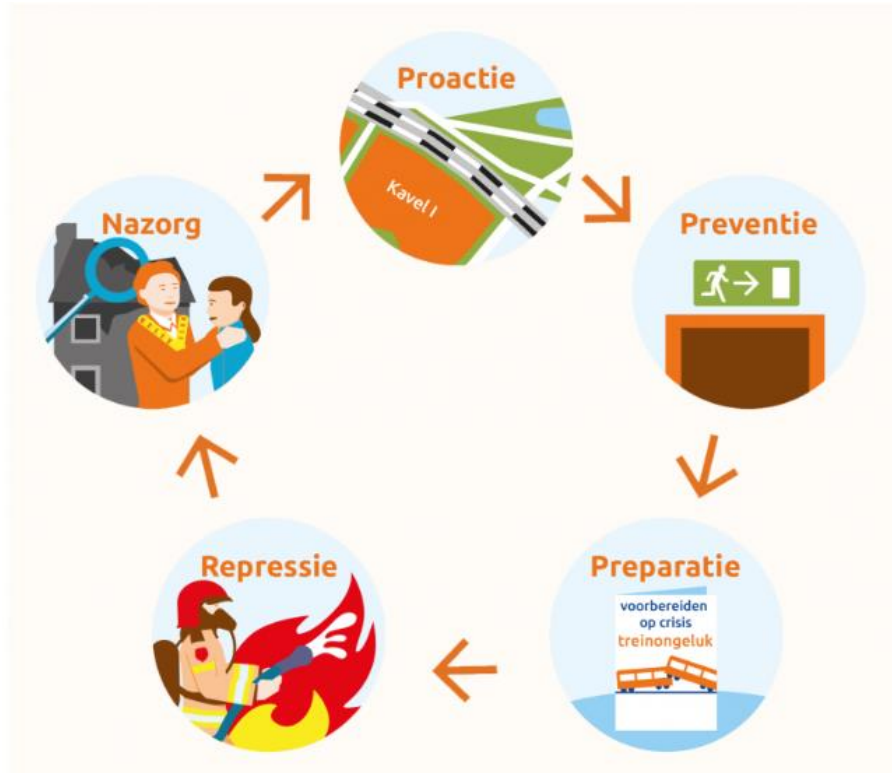 Proactie
Kavel I
Preventie
Preparatie
voorbereiden
op crisis
treinongeluk
Repressie
Nazorg